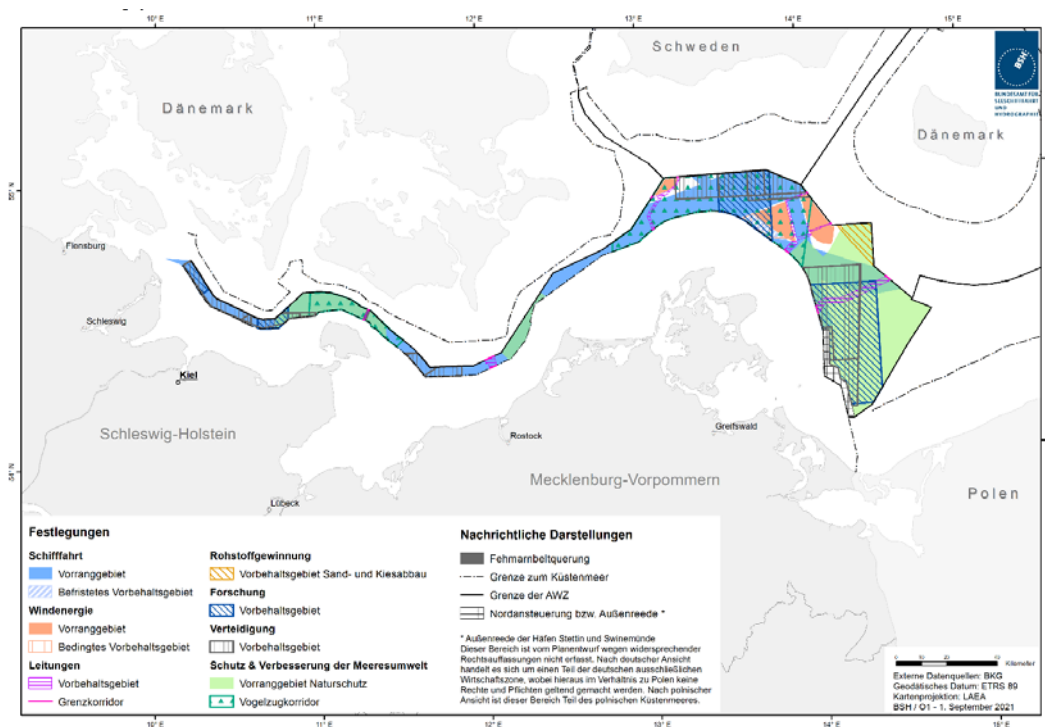 10° E
11° E
12° E
13° E
14° E
15° E
Schweden
BSH
BUNDESAMT FÜR
SEESCHIFFFAHRT
UND
HYDROGRAPHIE
Dänemark
Dänemark
55° N
Flensburg
Schleswig
Kiel
Schleswig-Holstein
Rostock
Greifswald
Mecklenburg-Vorpommern
54° N
Polen
Lübeck
Festlegungen
Schifffahrt
Vorranggebiet
Befristetes Vorbehaltsgebiet
Windenergie
Vorranggebiet
Bedingtes Vorbehaltsgebiet
Leitungen
Vorbehaltsgebiet
Grenzkorridor
Rohstoffgewinnung
Vorbehaltsgebiet Sand- und Kiesabbau
Forschung
Vorbehaltsgebiet
Verteidigung
Vorbehaltsgebiet
Schutz & Verbesserung der Meeresumwelt
Vorranggebiet Naturschutz
Vogelzugkorridor
Nachrichtliche Darstellungen
Fehmarnbeltquerung
Grenze zum Küstenmeer
Grenze der AWZ
Nordansteuerung bzw. Außenreede *
* Außenreede der Häfen Stettin und Swinemünde
Dieser Bereich ist vom Planentwurf wegen widersprechender
Rechtsauffassungen nicht erfasst. Nach deutscher Ansicht
handelt es sich um einen Teil der deutschen ausschließlichen
Wirtschaftszone, wobei hieraus im Verhältnis zu Polen keine
Rechte und Pflichten geltend gemacht werden. Nach polnischer
Ansicht ist dieser Bereich Teil des polnischen Küstenmeeres.
Kilometer
Externe Datenquellen: BKG
Geodätisches Datum: ETRS 89
Kartenprojektion: LAEA
BSH / O1 - 1. September 2021
10° E
11° E
12° E
13° E
14° E